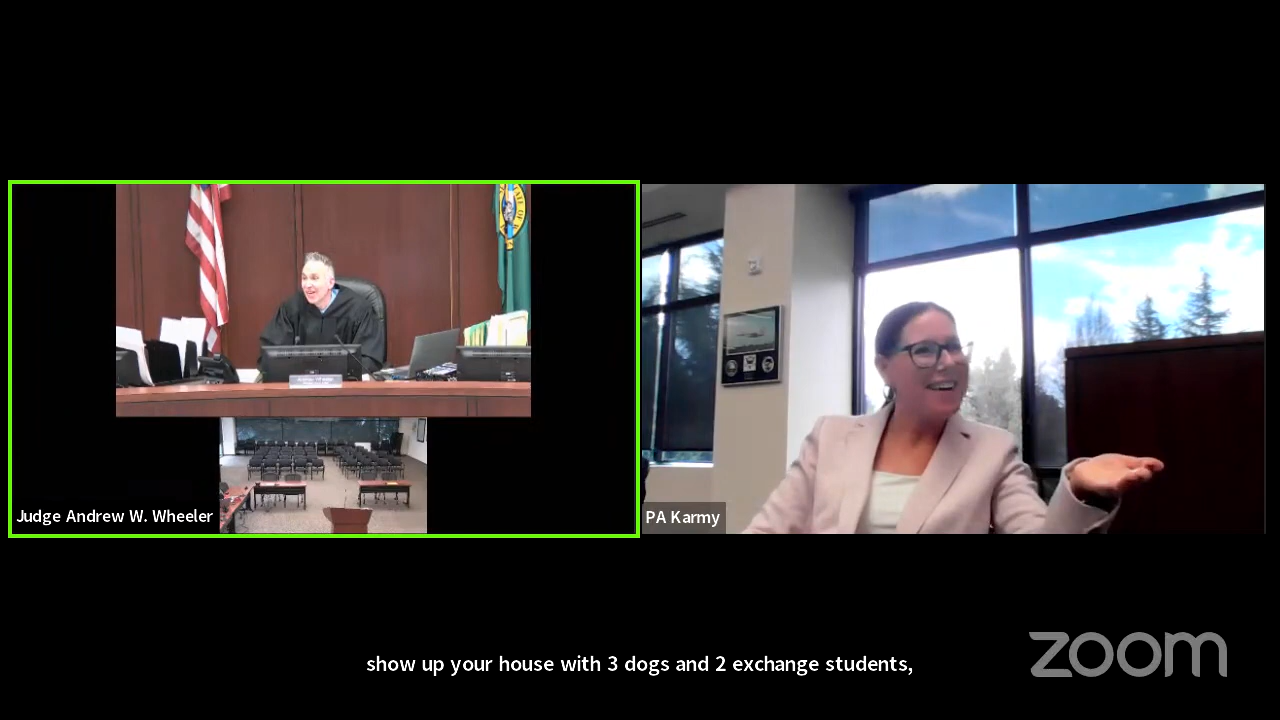 Judge Andrew W. Wheeler
PA Karmy
show up your house with 3 dogs and 2 exchange students,
zoom